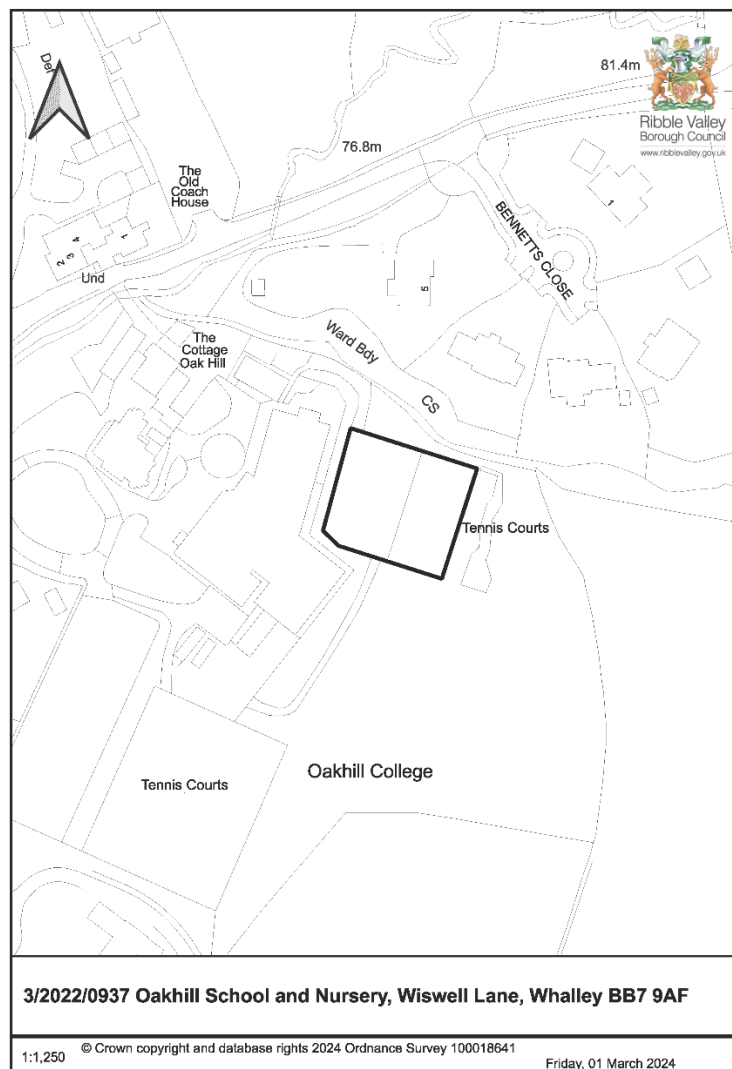 Def
81.4m
Ribble Valley
Borough Council
www.ribblevalley.gov.uk
76.8m
The
Old
Coach
House
1
BENNETTS CLOSE
4
3
2
1
Und
5
Ward Bdy
The
Cottage
Oak Hill
CS
Tennis Courts
Oakhill College
Tennis Courts
3/2022/0937 Oakhill School and Nursery, Wiswell Lane, Whalley BB7 9AF
1:1,250
© Crown copyright and database rights 2024 Ordnance Survey 100018641
Friday, 01 March 2024